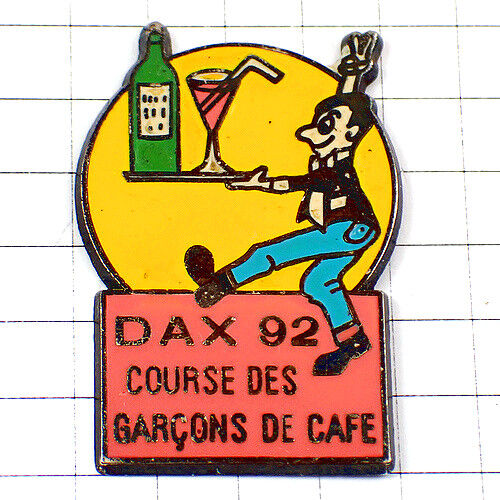 DAX 92
COURSE DES
GARÇONS DE CAFE